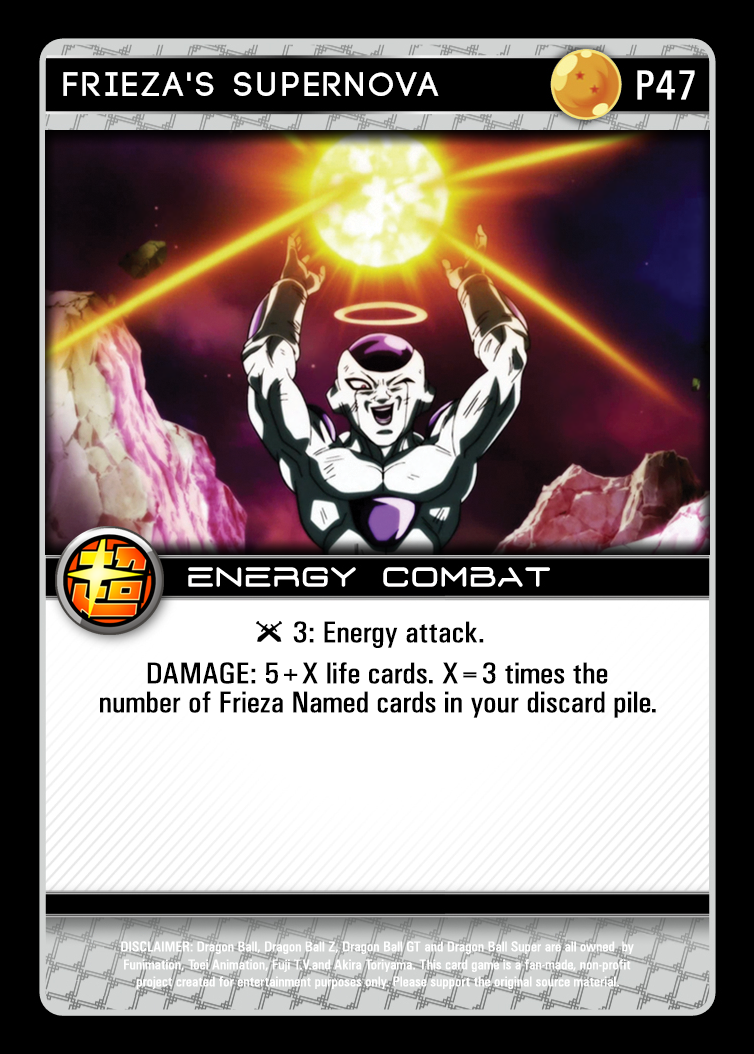 FRIEZA'S SUPERNOVA P47
ENERGY COMBAT
3: Energy attack.
DAMAGE: 5+X life cards. X=3 times the
number of Frieza Named cards in your discard pile.
DISCLAIMER: Dragon Ball, Dragon Ball Z, Dragon Ball GT and Dragon Ball Super are all owned by
Funimation, Toei Animation, Fuji T.V.and Akira Toriyama. This card game is a fan-made, non-profit
project created for entertainment purposes only. Please support the original source material.